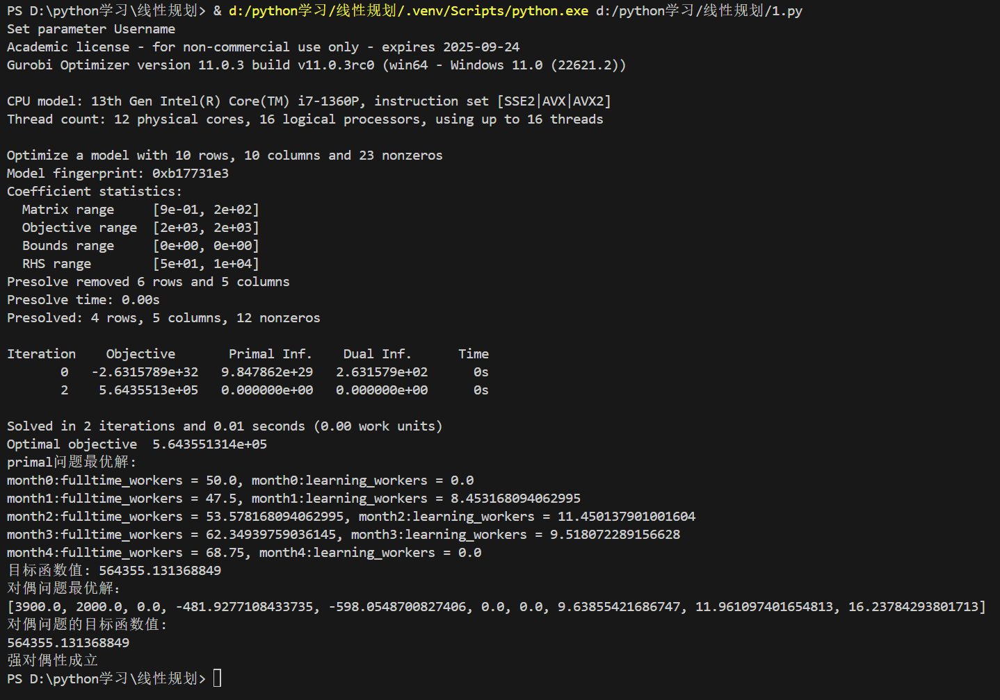 PS D:\python学习\线性规划> & d:/python学习/线性规划/.venv/Scripts/python.exe d:/python学习/线性规划/1.py
Set parameter Username
Academic license - for non-commercial use only - expires 2025-09-24
Gurobi Optimizer version 11.0.3 build v11.0.3rc0 (win64 - Windows 11.0 (22621.2))
CPU model: 13th Gen Intel(R) Core(TM) i7-1360P, instruction set [SSE2|AVX|AVX2]
Thread count: 12 physical cores, 16 logical processors, using up to 16 threads
Optimize a model with 10 rows, 10 columns and 23 nonzeros
Model fingerprint: 0xb17731e3
Coefficient statistics:
  Matrix range     [9e-01, 2e+02]
  Objective range  [2e+03, 2e+03]
  Bounds range     [0e+00, 0e+00]
  RHS range        [5e+01, 1e+04]
Presolve removed 6 rows and 5 columns
Presolve time: 0.00s
Presolved: 4 rows, 5 columns, 12 nonzeros
Iteration    Objective       Primal Inf.    Dual Inf.      Time
       0   -2.6315789e+32   9.847862e+29   2.631579e+02      0s
       2    5.6435513e+05   0.000000e+00   0.000000e+00      0s
Solved in 2 iterations and 0.01 seconds (0.00 work units)
Optimal objective  5.643551314e+05
primal问题最优解:
month0:fulltime_workers = 50.0, month0:learning_workers = 0.0
month1:fulltime_workers = 47.5, month1:learning_workers = 8.453168094062995
month2:fulltime_workers = 53.578168094062995, month2:learning_workers = 11.450137901001604
month3:fulltime_workers = 62.34939759036145, month3:learning_workers = 9.518072289156628
month4:fulltime_workers = 68.75, month4:learning_workers = 0.0
目标函数值: 564355.131368849
对偶问题最优解：
[3900.0, 2000.0, 0.0, -481.9277108433735, -598.0548700827406, 0.0, 0.0, 9.63855421686747, 11.961097401654813, 16.23784293801713]
对偶问题的目标函数值:
564355.131368849
强对偶性成立
PS D:\python学习\线性规划>